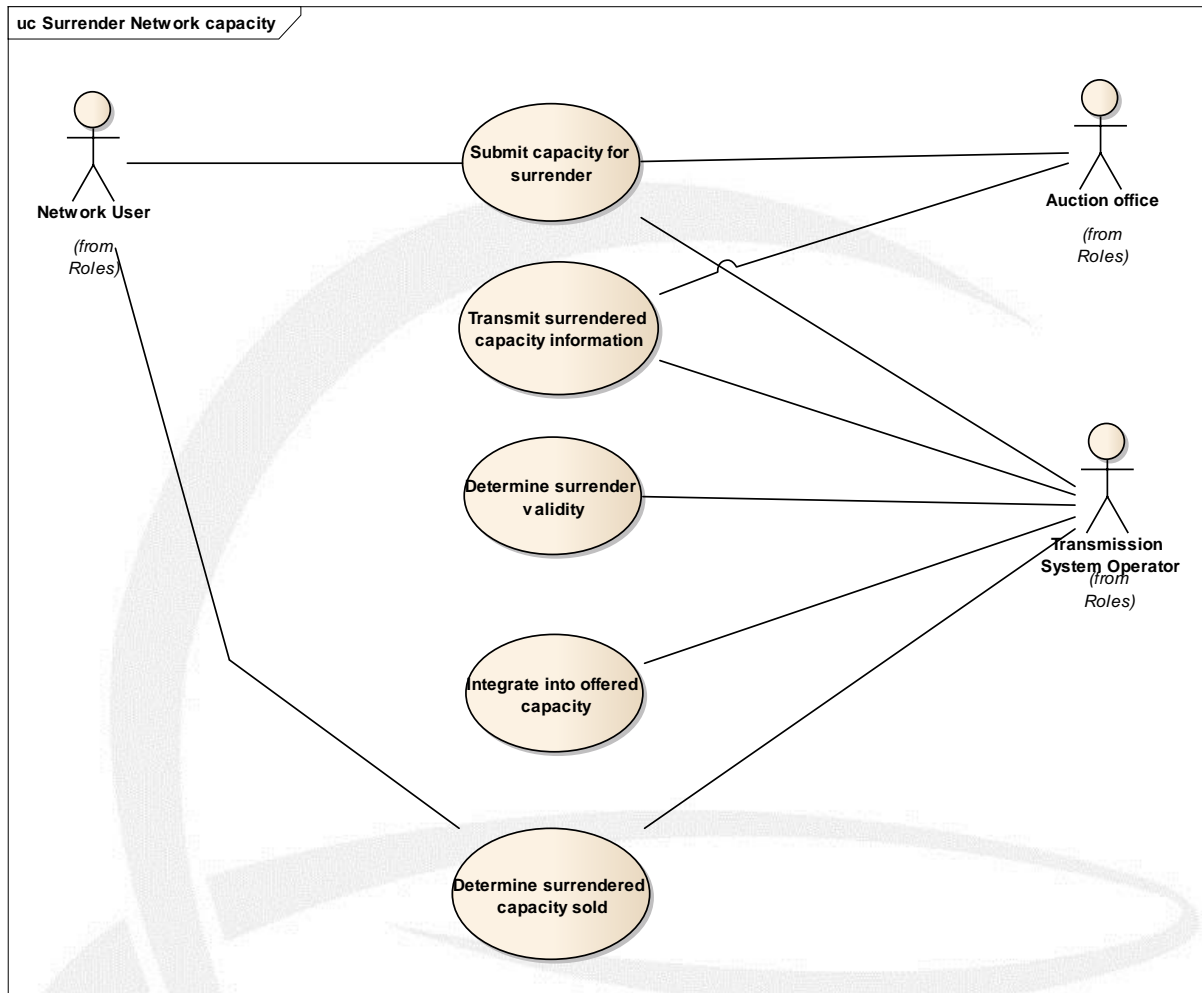 uc Surrender Network capacity
Network User
(from
Roles)
Submit capacity for
surrender
Auction office
(from
Roles)
Transmit surrendered
capacity information
Determine surrender
validity
Transmission
System Operator
(from
Roles)
Integrate into offered
capacity
Determine surrendered
capacity sold